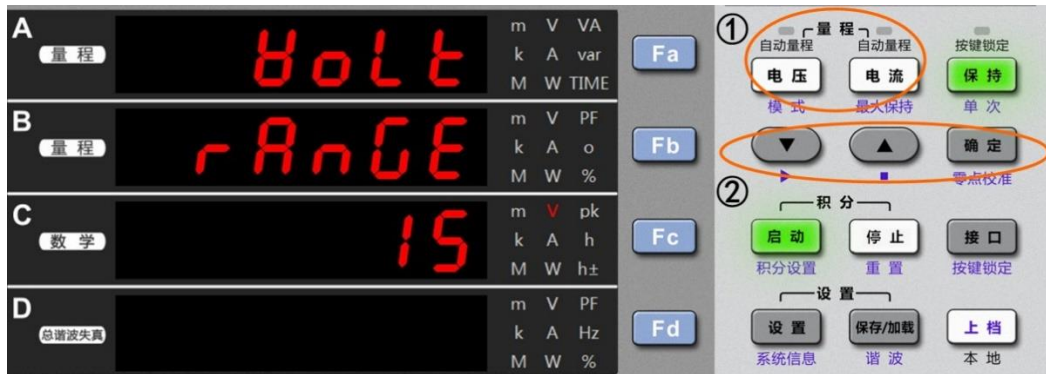 A
量 程
VoLt
m V VA
k A var
M W TIME
Fa
B
量 程
rAnGE
m V PF
k A o
M W %
Fb
C
数 学
15
m V pk
k A h
M W h±
Fc
D
总谐波失真
m V PF
k A Hz
M W %
Fd
①
量 程
自动量程 自动量程 按键锁定
电 压 电 流 保 持
模 式 最大保持 单 次
确 定
零点校准
②
积 分
启 动 停 止 接 口
积分设置 重 置 按键锁定
设 置
设 置 保存/加载 上 档
系统信息 谐 波 本 地